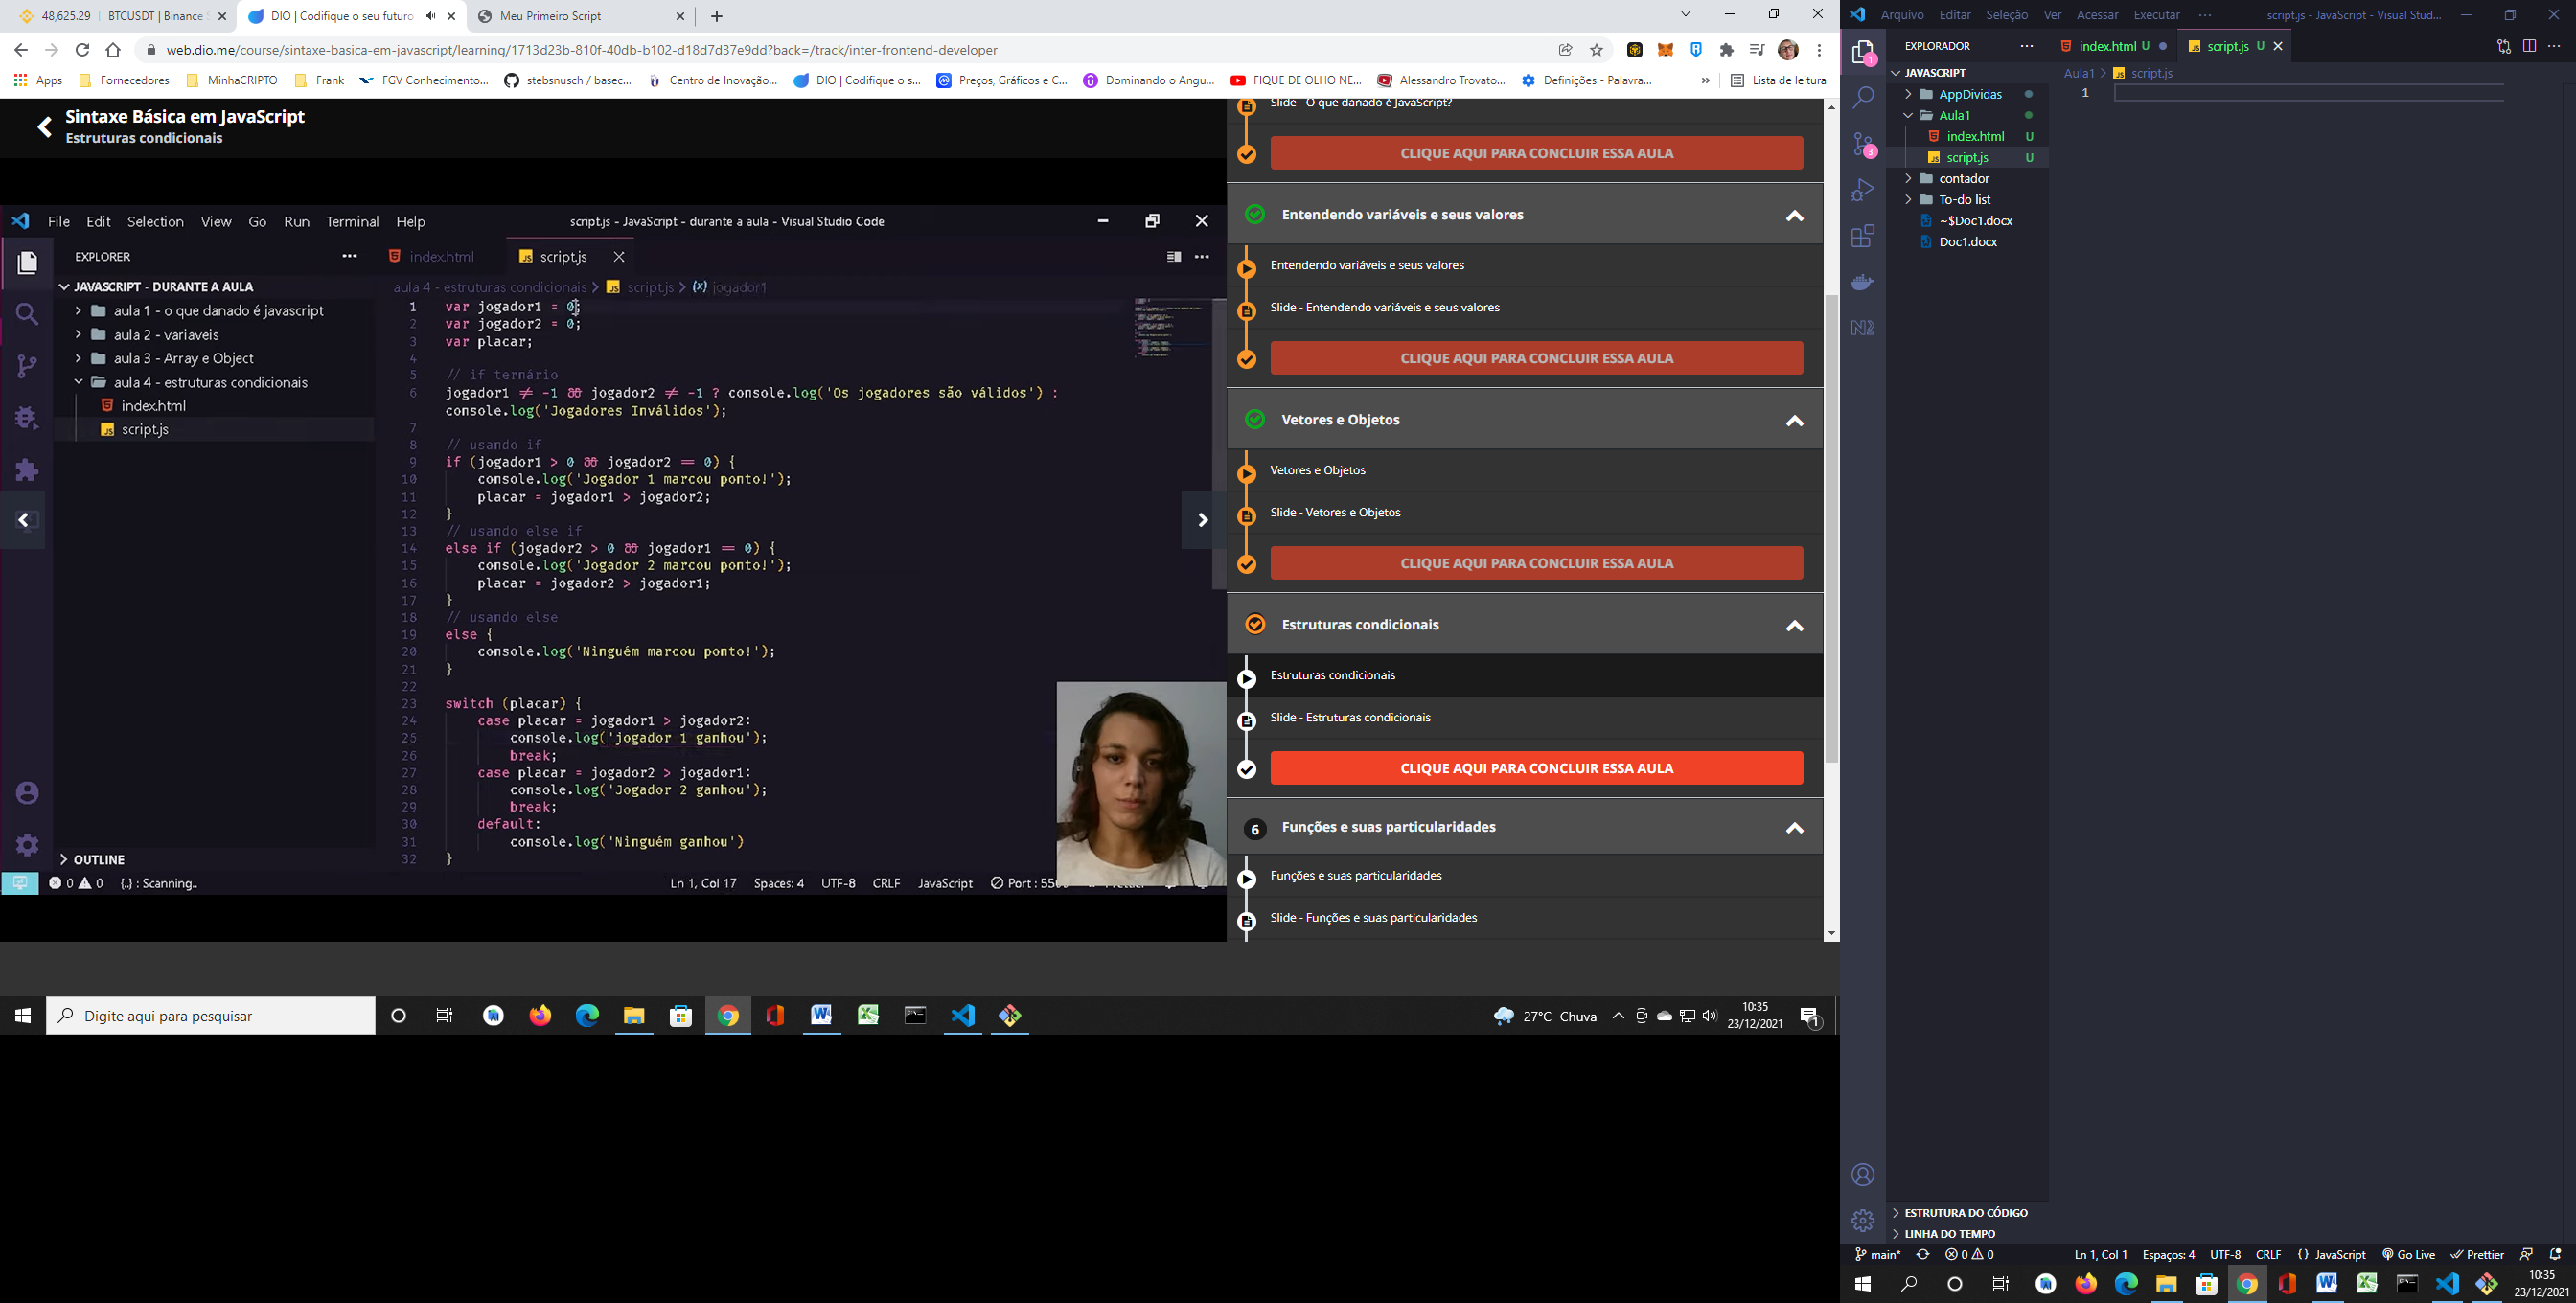 48,625.29 | BTCUSDT | Binance
DIO | Codifique o seu futuro
Meu Primeiro Script
web.dio.me/course/sintaxe-basica-em-javascript/learning/1713d23b-810f-40db-b102-d18d7d37e9dd?back=/track/inter-frontend-developer
Apps
Fornecedores
MinhaCRIPTO
Frank
FGV Conhecimento...
stebsnusch / basec...
Centro de Inovação...
DIO | Codifique o s...
Preços, Gráficos e C...
Dominando o Angu...
FIQUE DE OLHO NE...
Alessandro Trovato...
Definições - Palavra...
»
Lista de leitura
Sintaxe Básica em JavaScript
Estruturas condicionais
File Edit Selection View Go Run Terminal Help
script.js - JavaScript - durante a aula - Visual Studio Code
EXPLORER
index.html
script.js
JAVASCRIPT - DURANTE A AULA
aula 1 - o que danado é javascript
aula 2 - variaveis
aula 3 - Array e Object
aula 4 - estruturas condicionais
index.html
script.js
OUTLINE
aula 4 - estruturas condicionais > script.js > jogador1
1 var jogador1 = 0;
2 var jogador2 = 0;
3 var placar;
4
5 // if ternário
6 jogador1 ≠ -1 && jogador2 ≠ -1 ? console.log('Os jogadores são válidos') :
console.log('Jogadores Inválidos');
7
8 // usando if
9 if (jogador1 > 0 && jogador2 == 0) {
10 console.log('Jogador 1 marcou ponto!');
11 placar = jogador1 > jogador2;
12 }
13 // usando else if
14 else if (jogador2 > 0 && jogador1 == 0) {
15 console.log('Jogador 2 marcou ponto!');
16 placar = jogador2 > jogador1;
17 }
18 // usando else
19 else {
20 console.log('Ninguém marcou ponto!');
21 }
22
23 switch (placar) {
24 case placar = jogador1 > jogador2:
25 console.log('jogador 1 ganhou');
26 break;
27 case placar = jogador2 > jogador1:
28 console.log('Jogador 2 ganhou');
29 break;
30 default:
31 console.log('Ninguém ganhou')
32 }
0 0 {..} : Scanning..
Ln 1, Col 17 Spaces: 4 UTF-8 CRLF JavaScript Port : 550
Slide - O que danado é JavaScript?
CLIQUE AQUI PARA CONCLUIR ESSA AULA
Entendendo variáveis e seus valores
Entendendo variáveis e seus valores
Slide - Entendendo variáveis e seus valores
CLIQUE AQUI PARA CONCLUIR ESSA AULA
Vetores e Objetos
Vetores e Objetos
Slide - Vetores e Objetos
CLIQUE AQUI PARA CONCLUIR ESSA AULA
Estruturas condicionais
Estruturas condicionais
Slide - Estruturas condicionais
CLIQUE AQUI PARA CONCLUIR ESSA AULA
6 Funções e suas particularidades
Funções e suas particularidades
Slide - Funções e suas particularidades
Digite aqui para pesquisar
27°C Chuva
10:35
23/12/2021
1
Arquivo Editar Seleção Ver Acessar Executar ...
script.js - JavaScript - Visual Stud...
EXPLORADOR
index.html U
script.js U
JAVASCRIPT
Aula1 > script.js
1
AppDividas
Aula1
index.html U
script.js U
contador
To-do list
~$Doc1.docx
Doc1.docx
1
3
ESTRUTURA DO CÓDIGO
LINHA DO TEMPO
main* 0 0
Ln 1, Col 1 Espaços: 4 UTF-8 CRLF {} JavaScript Go Live Prettier
10:35
23/12/2021